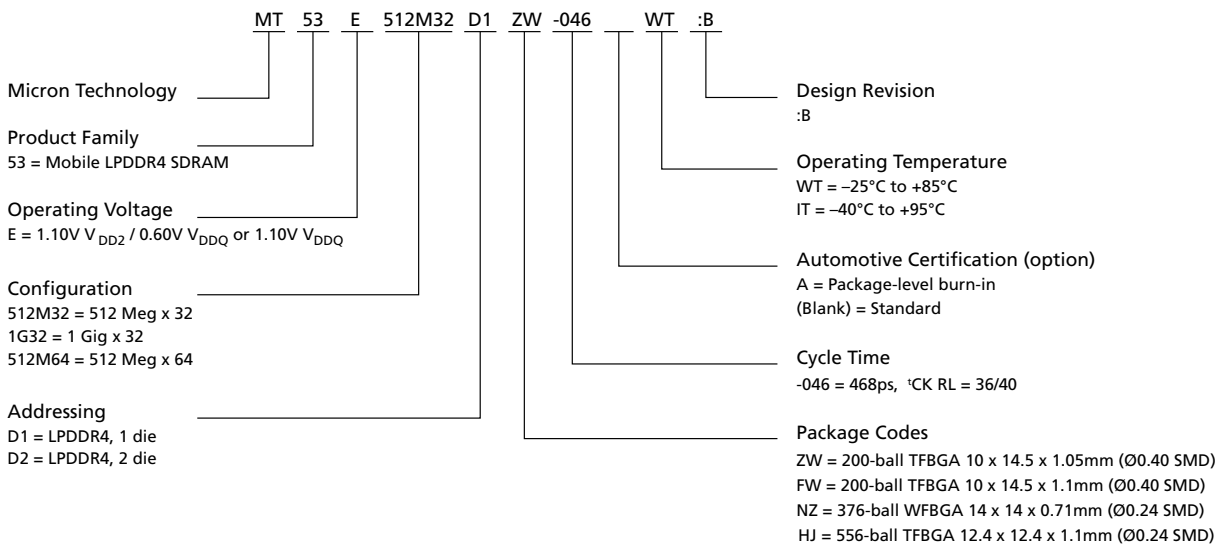 MT 53 E 512M32 D1 ZW -046 WT :B
Micron Technology
Product Family
53 = Mobile LPDDR4 SDRAM
Operating Voltage
E = 1.10V VDD2 / 0.60V VDDQ or 1.10V VDDQ
Configuration
512M32 = 512 Meg x 32
1G32 = 1 Gig x 32
512M64 = 512 Meg x 64
Addressing
D1 = LPDDR4, 1 die
D2 = LPDDR4, 2 die
Design Revision
:B
Operating Temperature
WT = –25°C to +85°C
IT = –40°C to +95°C
Automotive Certification (option)
A = Package-level burn-in
(Blank) = Standard
Cycle Time
-046 = 468ps, tCK RL = 36/40
Package Codes
ZW = 200-ball TFBGA 10 x 14.5 x 1.05mm (Ø0.40 SMD)
FW = 200-ball TFBGA 10 x 14.5 x 1.1mm (Ø0.40 SMD)
NZ = 376-ball WFBGA 14 x 14 x 0.71mm (Ø0.24 SMD)
HJ = 556-ball TFBGA 12.4 x 12.4 x 1.1mm (Ø0.24 SMD)